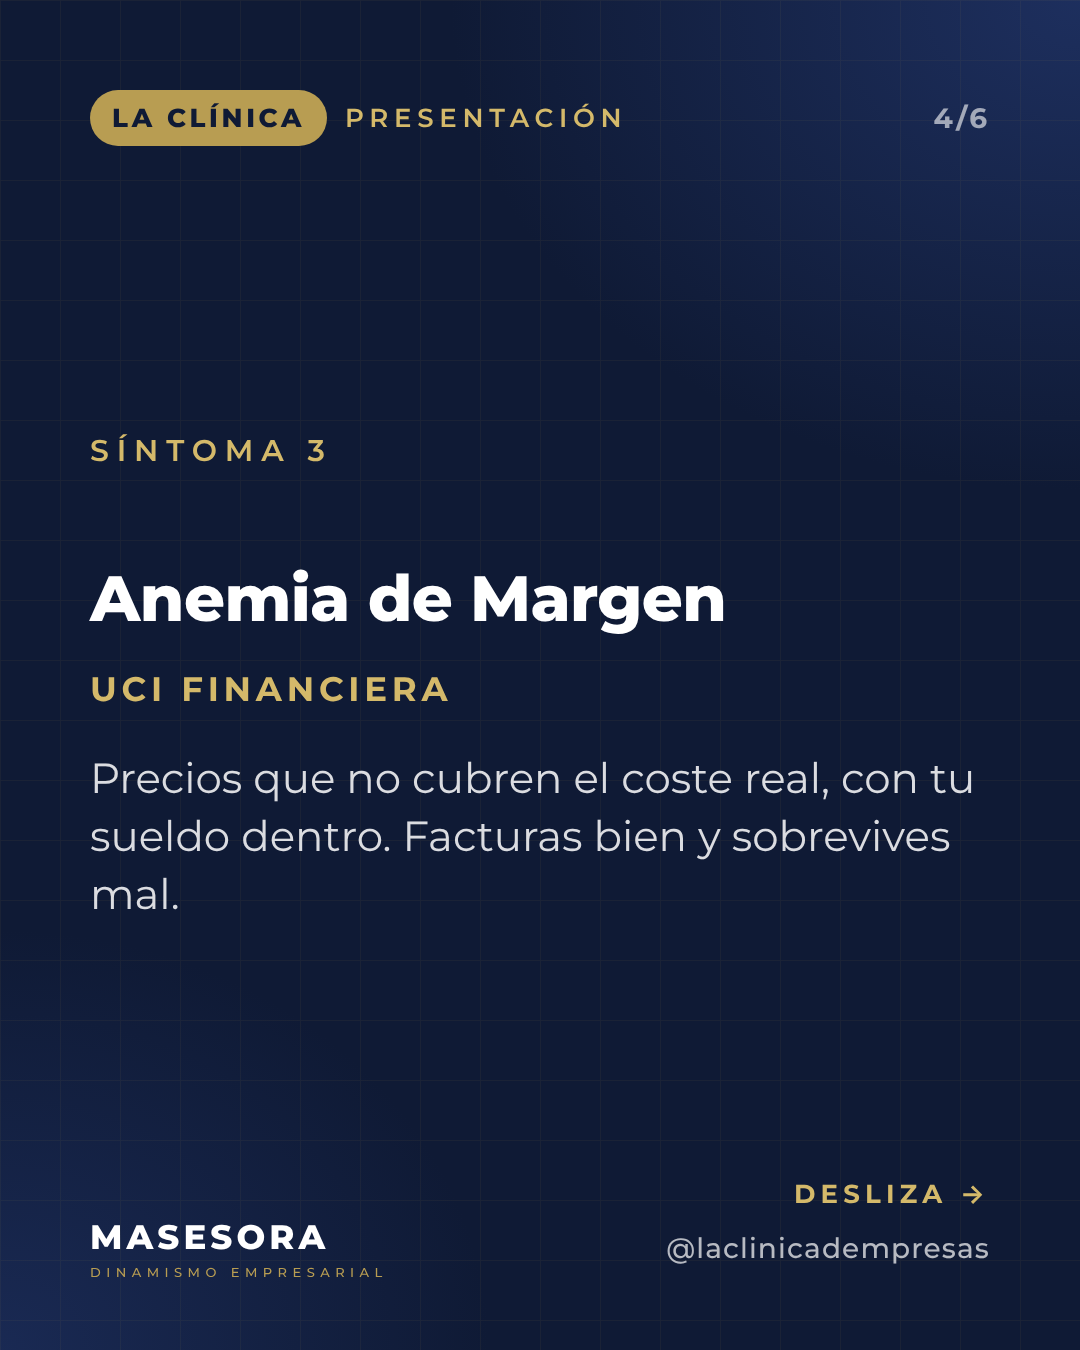 LA CLÍNICA PRESENTACIÓN 4/6
SÍNTOMA 3
Anemia de Margen
UCI FINANCIERA
Precios que no cubren el coste real, con tu
sueldo dentro. Facturas bien y sobrevives
mal.
DESLIZA →
MASESORA
@laclinicadempresas
DINAMISMO EMPRESARIAL